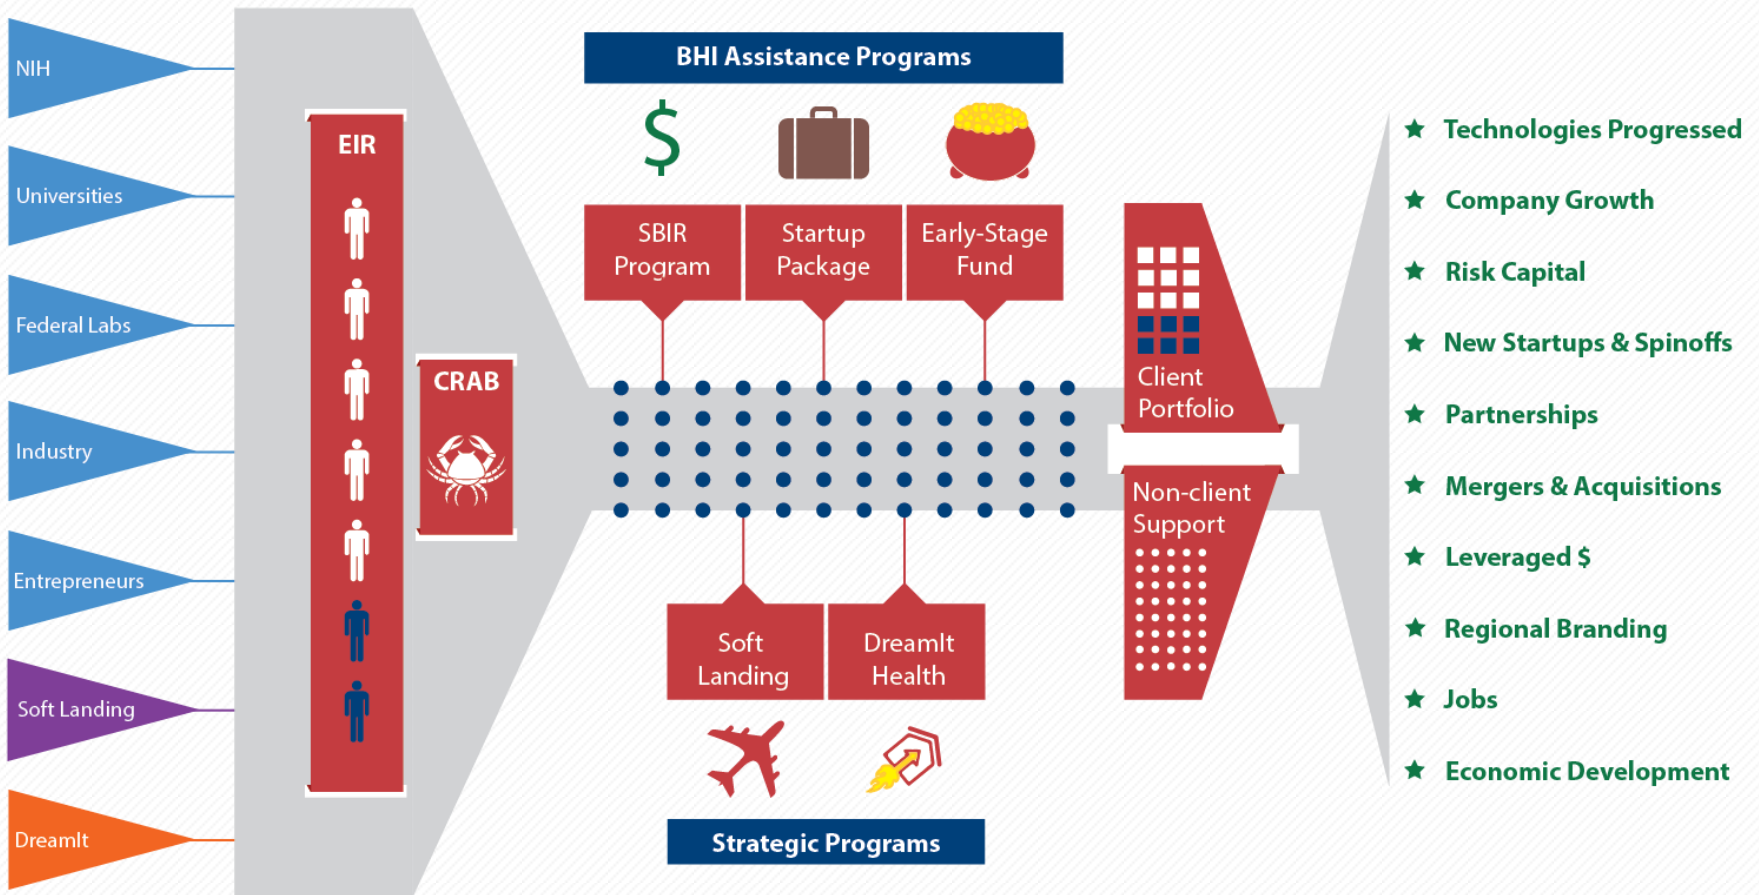 NIH
Universities
Federal Labs
Industry
Entrepreneurs
Soft Landing
DreamIt
EIR
CRAB
BHI Assistance Programs
SBIR
Program
Startup
Package
Early-Stage
Fund
Soft
Landing
DreamIt
Health
Strategic Programs
Client
Portfolio
Non-client
Support
Technologies Progressed
Company Growth
Risk Capital
New Startups & Spinoffs
Partnerships
Mergers & Acquisitions
Leveraged $
Regional Branding
Jobs
Economic Development